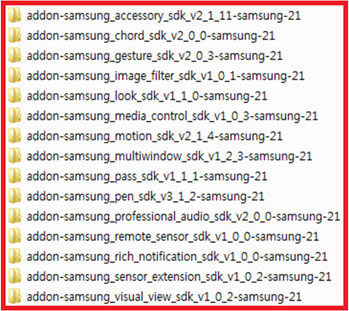 addon-samsung_accessory_sdk_v2_1_11-samsung-21
addon-samsung_chord_sdk_v2_0_0-samsung-21
addon-samsung_gesture_sdk_v2_0_3-samsung-21
addon-samsung_image_filter_sdk_v1_0_1-samsung-21
addon-samsung_look_sdk_v1_1_0-samsung-21
addon-samsung_media_control_sdk_v1_0_3-samsung-21
addon-samsung_motion_sdk_v2_1_4-samsung-21
addon-samsung_multiwindow_sdk_v1_2_3-samsung-21
addon-samsung_pass_sdk_v1_1_1-samsung-21
addon-samsung_pen_sdk_v3_1_2-samsung-21
addon-samsung_professional_audio_sdk_v2_0_0-samsung-21
addon-samsung_remote_sensor_sdk_v1_0_0-samsung-21
addon-samsung_rich_notification_sdk_v1_0_0-samsung-21
addon-samsung_sensor_extension_sdk_v1_0_2-samsung-21
addon-samsung_visual_view_sdk_v1_0_2-samsung-21